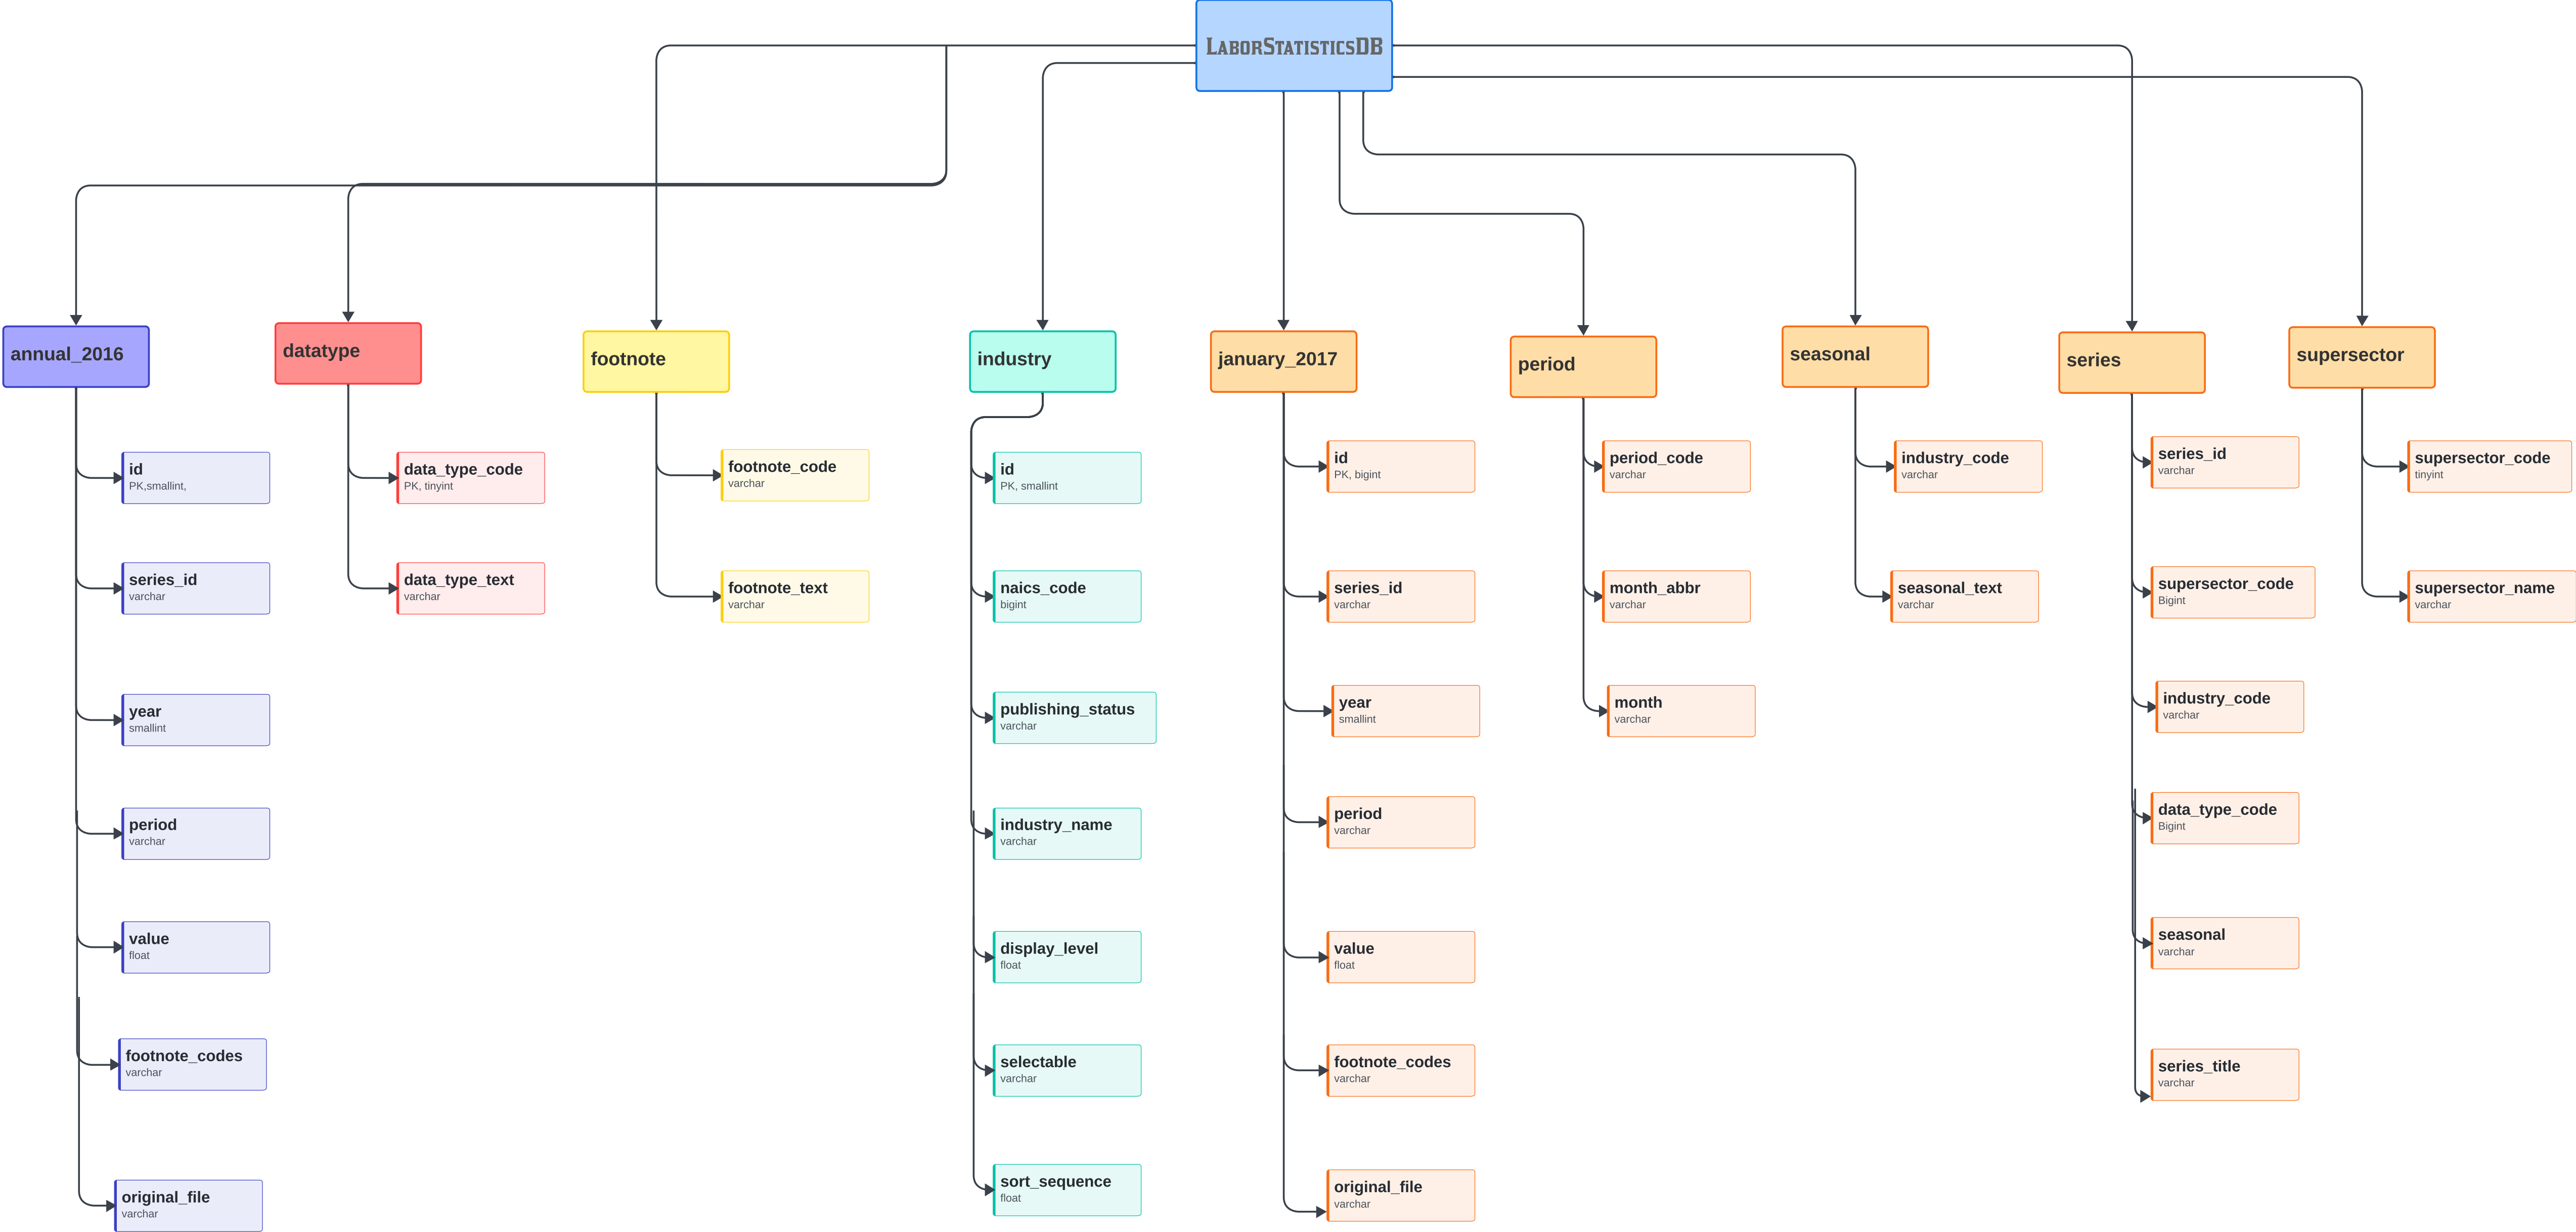 LaborStatisticsDB
annual_2016
id
PK,smallint,
series_id
varchar
year
smallint
period
varchar
value
float
footnote_codes
varchar
original_file
varchar
datatype
data_type_code
PK, tinyint
data_type_text
varchar
footnote
footnote_code
varchar
footnote_text
varchar
industry
id
PK, smallint
naics_code
bigint
publishing_status
varchar
industry_name
varchar
display_level
float
selectable
varchar
sort_sequence
float
january_2017
id
PK, bigint
series_id
varchar
year
smallint
period
varchar
value
float
footnote_codes
varchar
original_file
varchar
period
period_code
varchar
month_abbr
varchar
month
varchar
seasonal
industry_code
varchar
seasonal_text
varchar
series
series_id
varchar
supersector_code
Bigint
industry_code
varchar
data_type_code
Bigint
seasonal
varchar
series_title
varchar
supersector
supersector_code
tinyint
supersector_name
varchar